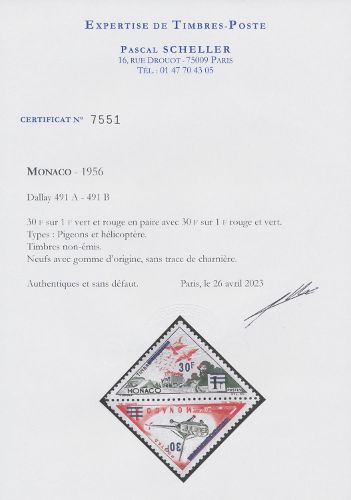 EXPERTISE DE TIMBRES-POSTE
PASCAL SCHELLER
16, RUE DROUOT - 75009 PARIS
TÉL : 01 47 70 43 05
CERTIFICAT N° 7551
MONACO - 1956
Dallay 491 A - 491 B
30 F sur 1 F vert et rouge en paire avec 30 F sur 1 F rouge et vert.
Types : Pigeons et hélicoptère.
Timbres non-émis.
Neufs avec gomme d'origine, sans trace de charnière.
Authentiques et sans défaut. Paris, le 26 avril 2023
30F
1F
MONACO
MONACO
30